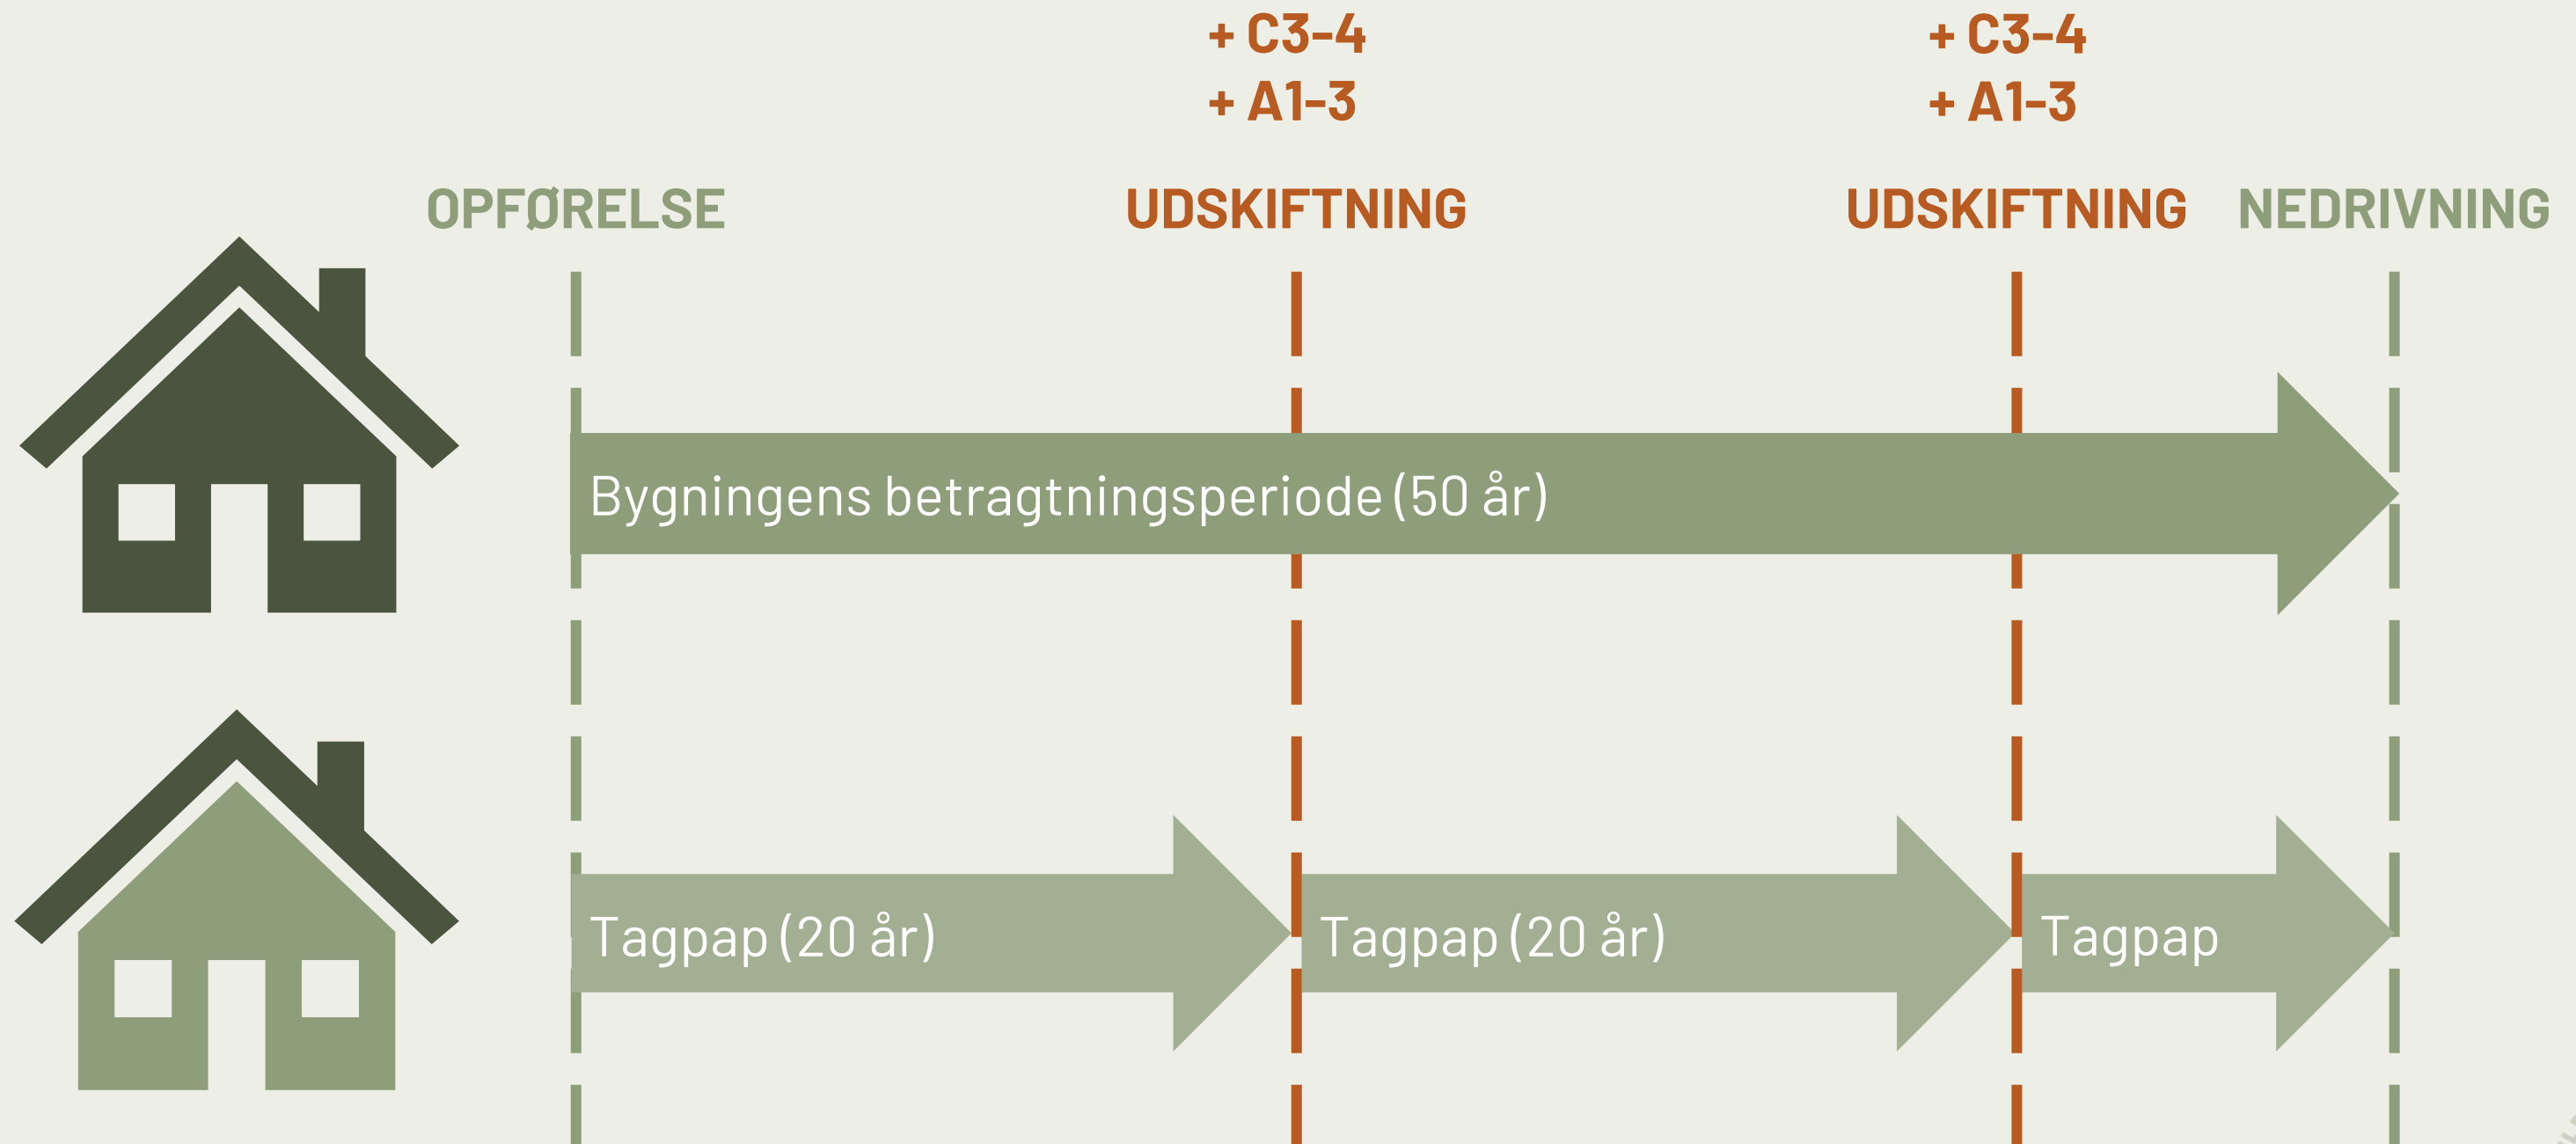 + C3-4
+ A1-3
+ C3-4
+ A1-3
OPFØRELSE
UDSKIFTNING
UDSKIFTNING
NEDRIVNING
Bygningens betragtningsperiode (50 år)
Tagpap (20 år)
Tagpap (20 år)
Tagpap